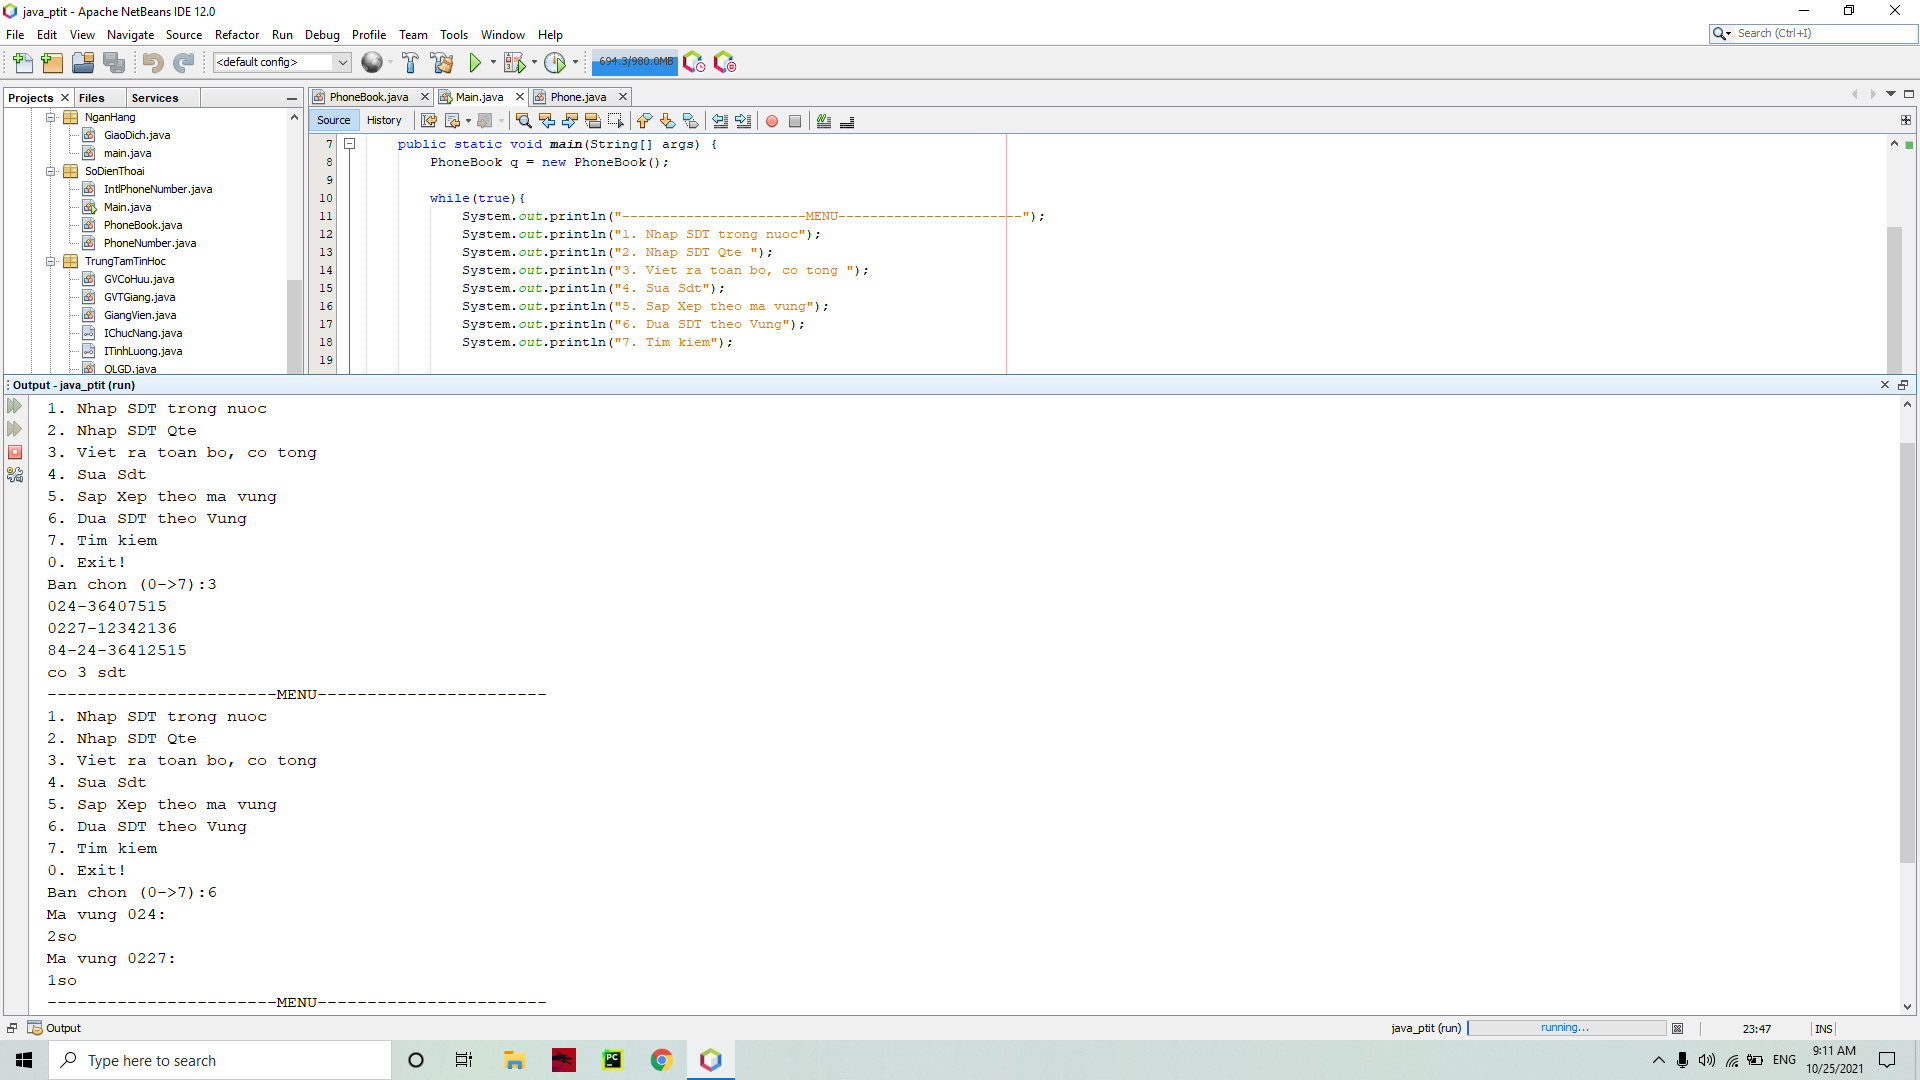 java_ptit - Apache NetBeans IDE 12.0
File Edit View Navigate Source Refactor Run Debug Profile Team Tools Window Help
Search (Ctrl+I)
<default config>
694.3/980.0MB
Projects Files Services
PhoneBook.java Main.java Phone.java
Source History
NganHang
GiaoDich.java
main.java
SoDienThoai
IntlPhoneNumber.java
Main.java
PhoneBook.java
PhoneNumber.java
TrungTamTinHoc
GVCoHuu.java
GVTGiang.java
GiangVien.java
IChucNang.java
ITinhLuong.java
QLGD.java
7 public static void main(String[] args) {
8 PhoneBook q = new PhoneBook();
9
10 while(true){
11 System.out.println("-----------------------MENU-----------------------");
12 System.out.println("1. Nhap SDT trong nuoc");
13 System.out.println("2. Nhap SDT Qte ");
14 System.out.println("3. Viet ra toan bo, co tong ");
15 System.out.println("4. Sua Sdt");
16 System.out.println("5. Sap Xep theo ma vung");
17 System.out.println("6. Dua SDT theo Vung");
18 System.out.println("7. Tim kiem");
19
Output - java_ptit (run)
1. Nhap SDT trong nuoc
2. Nhap SDT Qte
3. Viet ra toan bo, co tong
4. Sua Sdt
5. Sap Xep theo ma vung
6. Dua SDT theo Vung
7. Tim kiem
0. Exit!
Ban chon (0->7):3
024-36407515
0227-12342136
84-24-36412515
co 3 sdt
-----------------------MENU-----------------------
1. Nhap SDT trong nuoc
2. Nhap SDT Qte
3. Viet ra toan bo, co tong
4. Sua Sdt
5. Sap Xep theo ma vung
6. Dua SDT theo Vung
7. Tim kiem
0. Exit!
Ban chon (0->7):6
Ma vung 024:
2so
Ma vung 0227:
1so
-----------------------MENU-----------------------
Output
java_ptit (run) running... 23:47 INS
Type here to search
PC
ENG
9:11 AM
10/25/2021